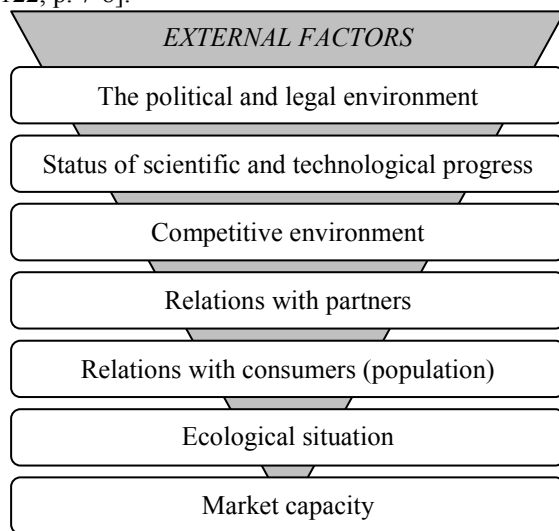 EXTERNAL FACTORS
The political and legal environment
Status of scientific and technological progress
Competitive environment
Relations with partners
Relations with consumers (population)
Ecological situation
Market capacity